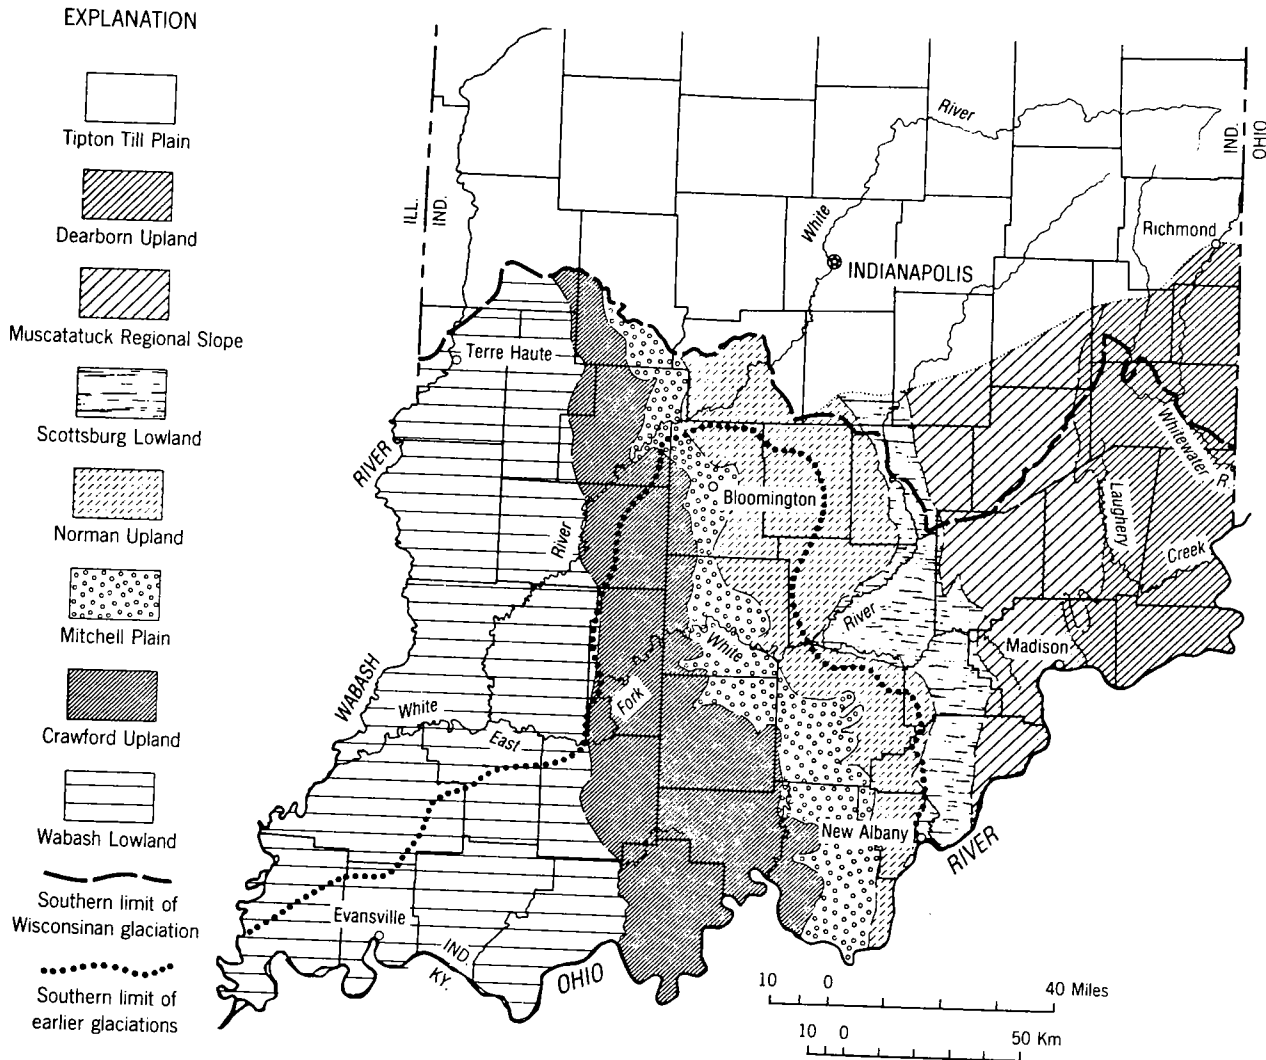 EXPLANATION
Tipton Till Plain
Dearborn Upland
Muscatatuck Regional Slope
Scottsburg Lowland
Norman Upland
Mitchell Plain
Crawford Upland
Wabash Lowland
Southern limit of
Wisconsinan glaciation
Southern limit of
earlier glaciations
River
IND.
OHIO
ILL.
IND.
White
Richmond
INDIANAPOLIS
Terre Haute
RIVER
Whitewater
R.
Bloomington
Laughery
Creek
River
River
Madison
WABASH
White
Fork
White
East
New Albany
RIVER
Evansville
IND.
KY.
OHIO
10 0 40 Miles
10 0 50 Km